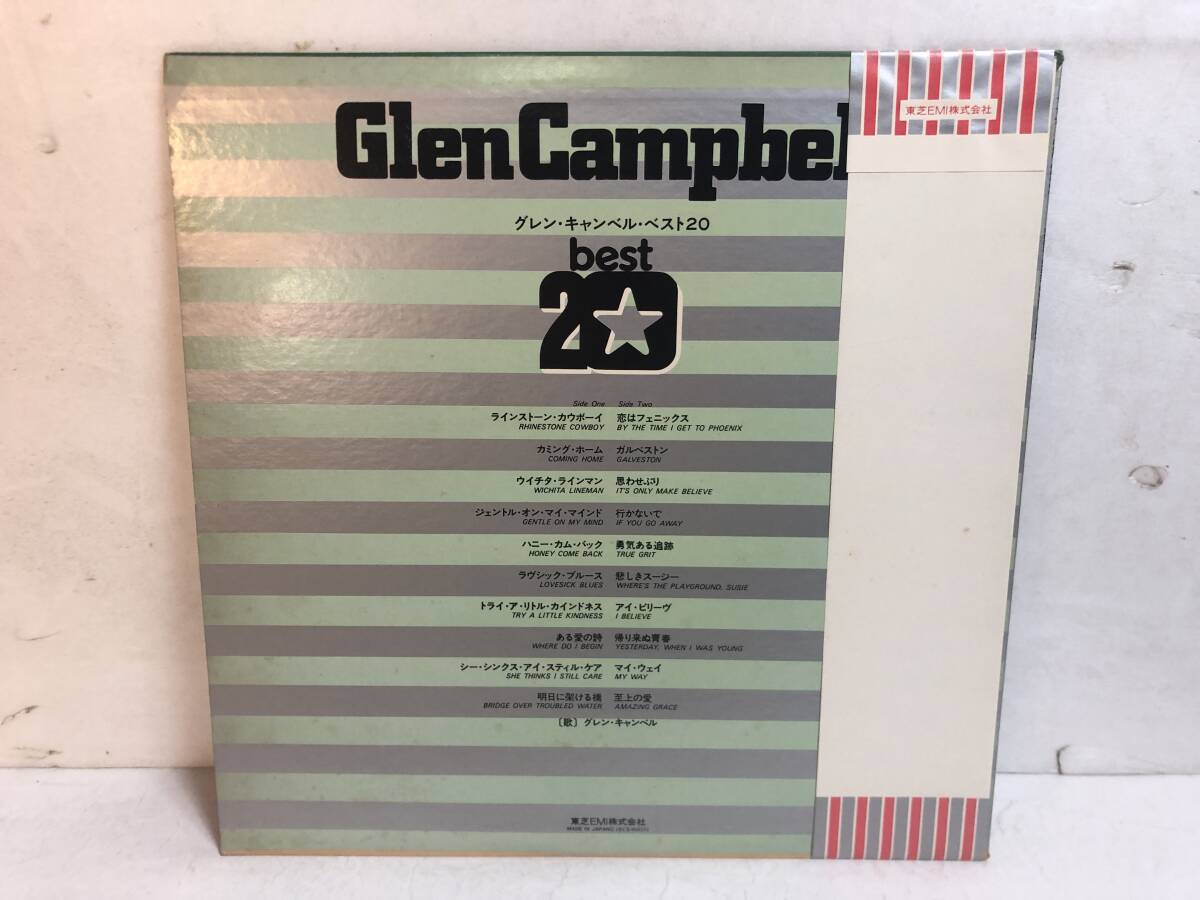 Glen Campbel
東芝EMI株式会社
グレン・キャンベル・ベスト20
best
20
Side One Side Two
ラインストーン・カウボーイ 恋はフェニックス
RHINESTONE COWBOY BY THE TIME I GET TO PHOENIX
カミング・ホーム ガルベストン
COMING HOME GALVESTON
ウイチタ・ラインマン 思わせぶり
WICHITA LINEMAN IT'S ONLY MAKE BELIEVE
ジェントル・オン・マイ・マインド 行かないで
GENTLE ON MY MIND IF YOU GO AWAY
ハニー・カム・バック 勇気ある追跡
HONEY COME BACK TRUE GRIT
ラヴシック・ブルース 悲しきスージー
LOVESICK BLUES WHERE'S THE PLAYGROUND, SUSIE
トライ・ア・リトル・カインドネス アイ・ビリーヴ
TRY A LITTLE KINDNESS I BELIEVE
ある愛の詩 帰り来ぬ青春
WHERE DO I BEGIN YESTERDAY, WHEN I WAS YOUNG
シー・シンクス・アイ・スティル・ケア マイ・ウェイ
SHE THINKS I STILL CARE MY WAY
明日に架ける橋 至上の愛
BRIDGE OVER TROUBLED WATER AMAZING GRACE
〔歌〕グレン・キャンベル
東芝EMI株式会社
MADE IN JAPAN